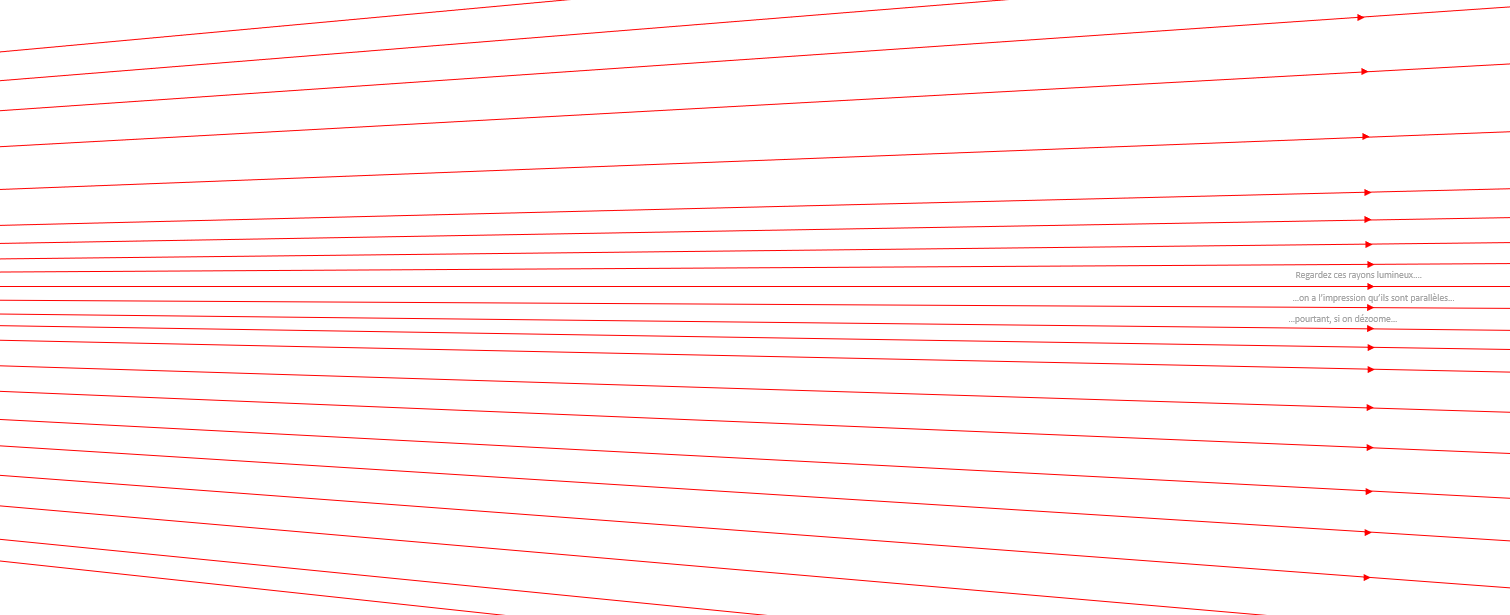 Regardez ces rayons lumineux....
...on a l'impression qu'ils sont parallèles...
...pourtant, si on dézoome...